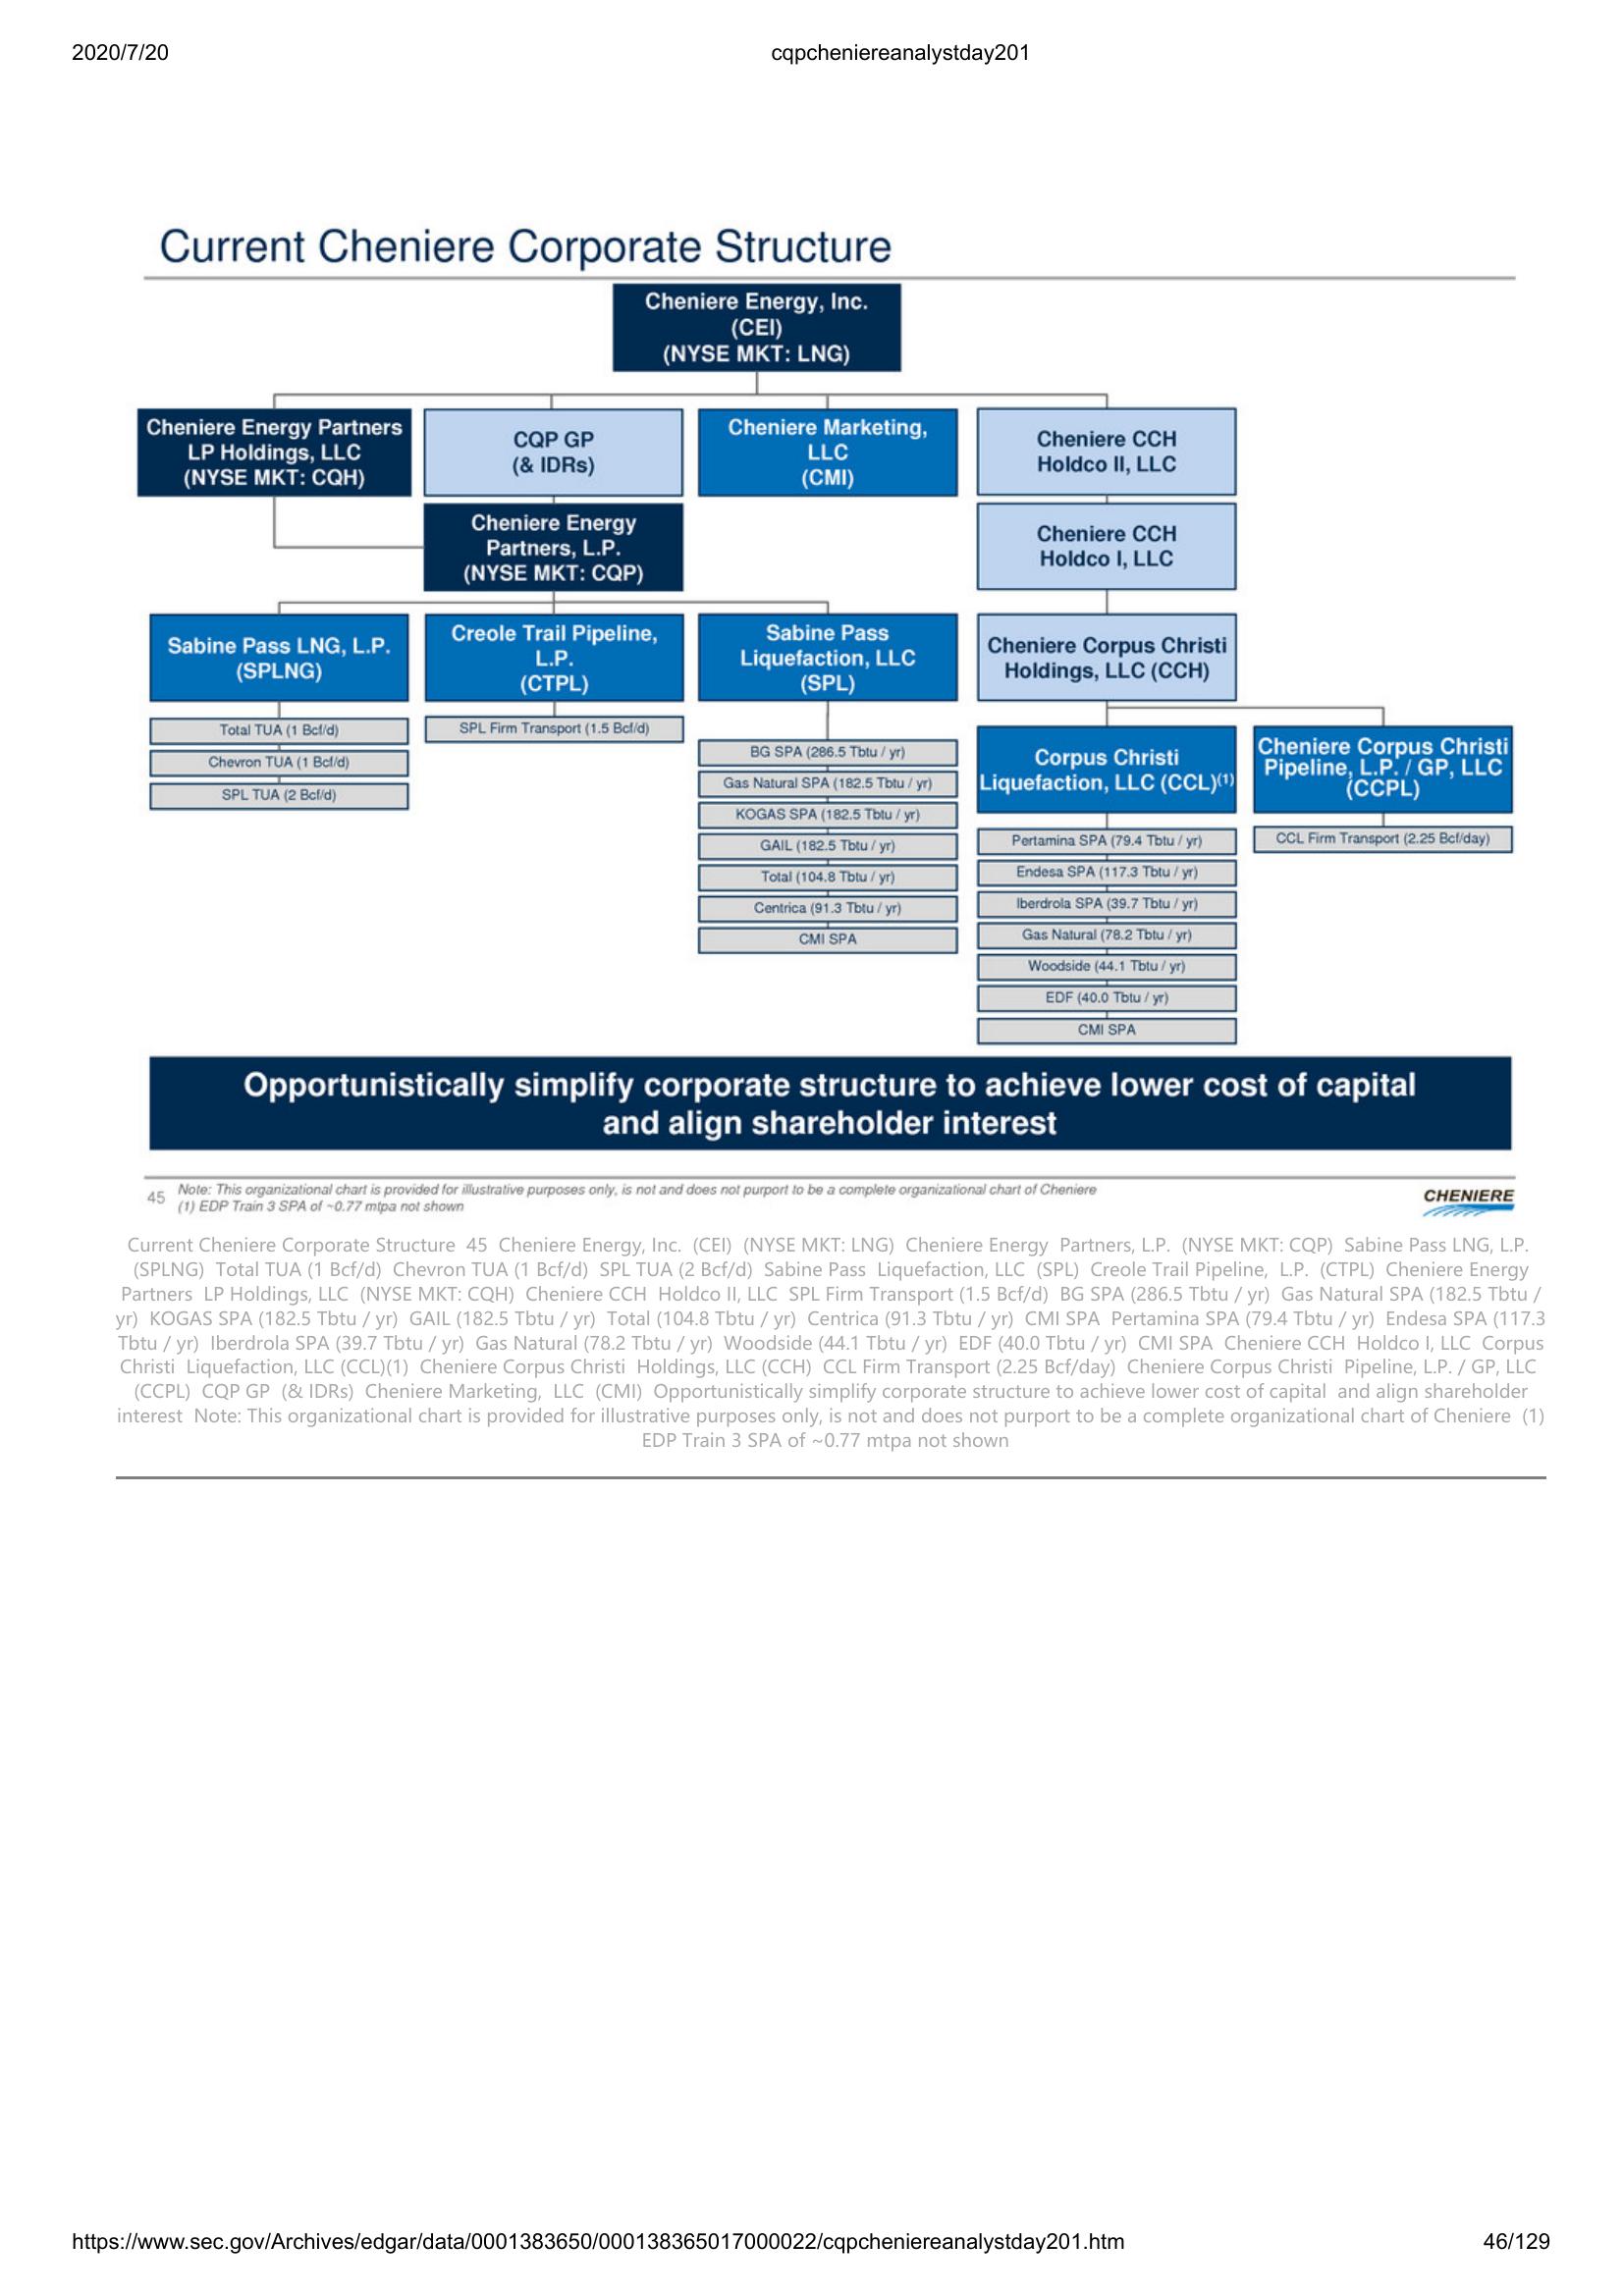 2020/7/20
cqpcheniereanalystday201
Current Cheniere Corporate Structure
Cheniere Energy, Inc.
(CEI)
(NYSE MKT: LNG)
Cheniere Energy Partners
LP Holdings, LLC
(NYSE MKT: CQH)
CQP GP
(& IDRs)
Cheniere Marketing,
LLC
(CMI)
Cheniere CCH
Holdco II, LLC
Cheniere Energy
Partners, L.P.
(NYSE MKT: CQP)
Cheniere CCH
Holdco I, LLC
Sabine Pass LNG, L.P.
(SPLNG)
Creole Trail Pipeline,
L.P.
(CTPL)
Sabine Pass
Liquefaction, LLC
(SPL)
Cheniere Corpus Christi
Holdings, LLC (CCH)
Total TUA (1 Bcf/d)
Chevron TUA (1 Bcf/d)
SPL TUA (2 Bcf/d)
SPL Firm Transport (1.5 Bcf/d)
BG SPA (286.5 Tbtu / yr)
Gas Natural SPA (182.5 Tbtu / yr)
KOGAS SPA (182.5 Tbtu / yr)
GAIL (182.5 Tbtu / yr)
Total (104.8 Tbtu / yr)
Centrica (91.3 Tbtu / yr)
CMI SPA
Corpus Christi
Liquefaction, LLC (CCL)(1)
Pertamina SPA (79.4 Tbtu / yr)
Endesa SPA (117.3 Tbtu / yr)
Iberdrola SPA (39.7 Tbtu / yr)
Gas Natural (78.2 Tbtu / yr)
Woodside (44.1 Tbtu / yr)
EDF (40.0 Tbtu / yr)
CMI SPA
Cheniere Corpus Christi
Pipeline, L.P. / GP, LLC
(CCPL)
CCL Firm Transport (2.25 Bcf/day)
Opportunistically simplify corporate structure to achieve lower cost of capital
and align shareholder interest
45
Note: This organizational chart is provided for illustrative purposes only, is not and does not purport to be a complete organizational chart of Cheniere
(1) EDP Train 3 SPA of ~0.77 mtpa not shown
CHENIERE
Current Cheniere Corporate Structure 45 Cheniere Energy, Inc. (CEI) (NYSE MKT: LNG) Cheniere Energy Partners, L.P. (NYSE MKT: CQP) Sabine Pass LNG, L.P.
(SPLNG) Total TUA (1 Bcf/d) Chevron TUA (1 Bcf/d) SPL TUA (2 Bcf/d) Sabine Pass Liquefaction, LLC (SPL) Creole Trail Pipeline, L.P. (CTPL) Cheniere Energy
Partners LP Holdings, LLC (NYSE MKT: CQH) Cheniere CCH Holdco II, LLC SPL Firm Transport (1.5 Bcf/d) BG SPA (286.5 Tbtu / yr) Gas Natural SPA (182.5 Tbtu /
yr) KOGAS SPA (182.5 Tbtu / yr) GAIL (182.5 Tbtu / yr) Total (104.8 Tbtu / yr) Centrica (91.3 Tbtu / yr) CMI SPA Pertamina SPA (79.4 Tbtu / yr) Endesa SPA (117.3
Tbtu / yr) Iberdrola SPA (39.7 Tbtu / yr) Gas Natural (78.2 Tbtu / yr) Woodside (44.1 Tbtu / yr) EDF (40.0 Tbtu / yr) CMI SPA Cheniere CCH Holdco I, LLC Corpus
Christi Liquefaction, LLC (CCL)(1) Cheniere Corpus Christi Holdings, LLC (CCH) CCL Firm Transport (2.25 Bcf/day) Cheniere Corpus Christi Pipeline, L.P. / GP, LLC
(CCPL) CQP GP (& IDRs) Cheniere Marketing, LLC (CMI) Opportunistically simplify corporate structure to achieve lower cost of capital and align shareholder
interest Note: This organizational chart is provided for illustrative purposes only, is not and does not purport to be a complete organizational chart of Cheniere (1)
EDP Train 3 SPA of ~0.77 mtpa not shown
https://www.sec.gov/Archives/edgar/data/0001383650/000138365017000022/cqpcheniereanalystday201.htm
46/129